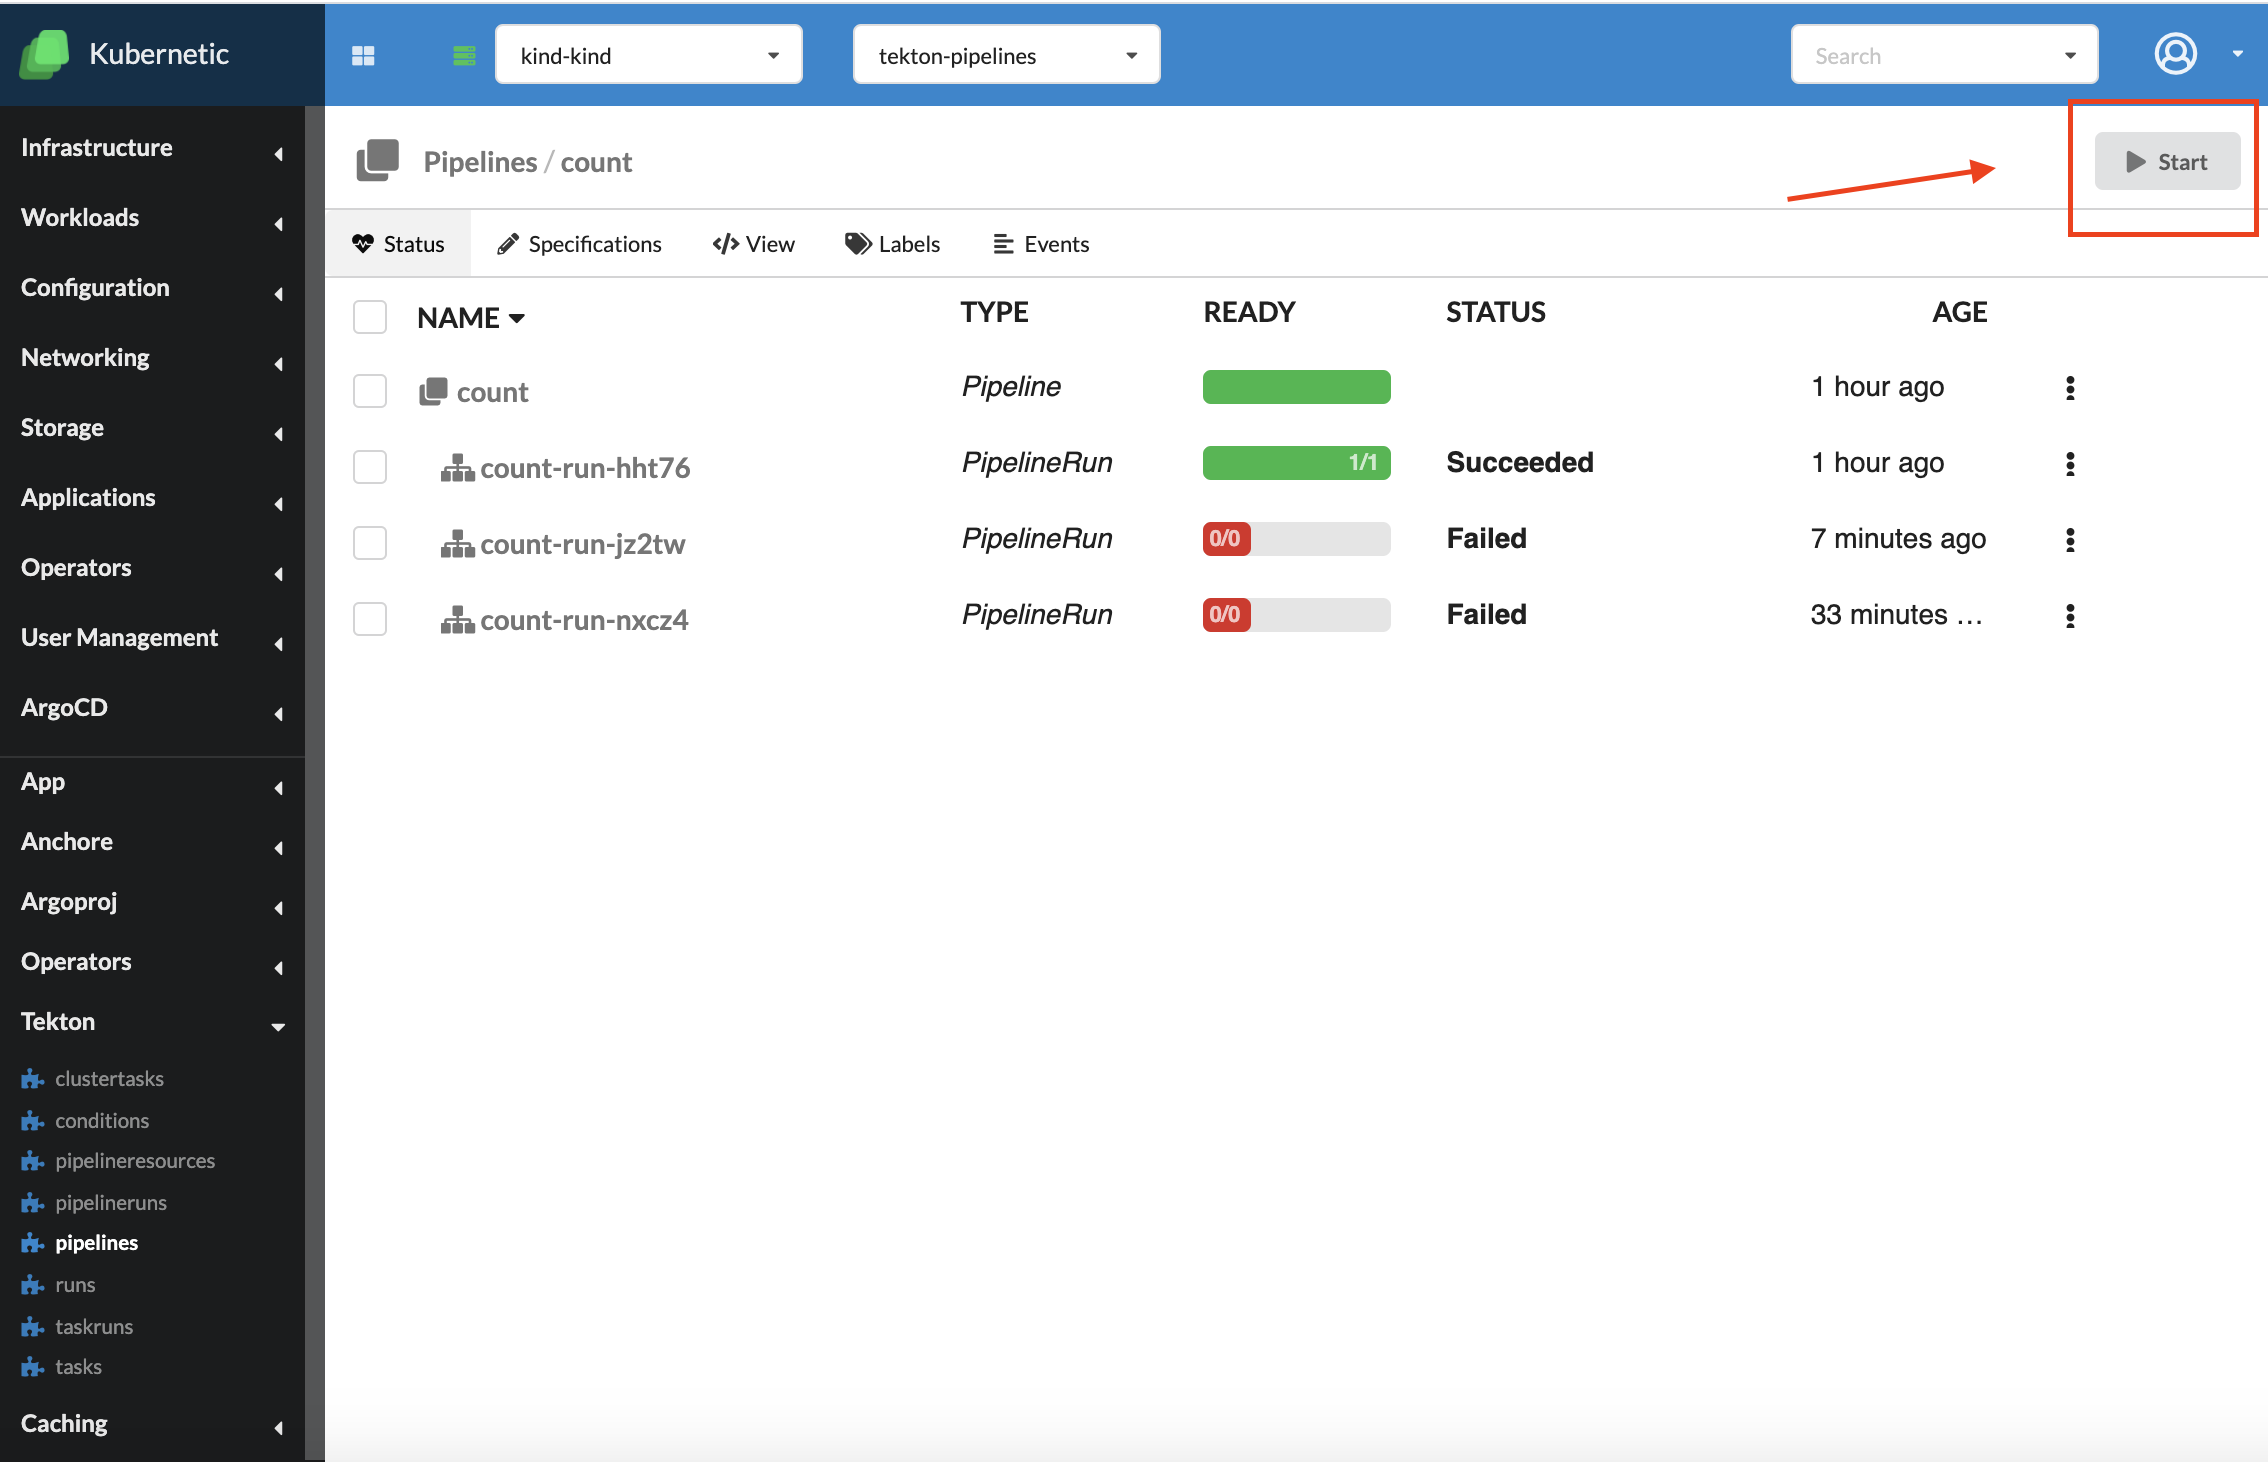 Kubernetic
kind-kind
tekton-pipelines
Search
Infrastructure
Workloads
Configuration
Networking
Storage
Applications
Operators
User Management
ArgoCD
App
Anchore
Argoproj
Operators
Tekton
clustertasks
conditions
pipelineresources
pipelineruns
pipelines
runs
taskruns
tasks
Caching
Pipelines / count
Start
Status Specifications View Labels Events
NAME TYPE READY STATUS AGE
count Pipeline 1 hour ago
count-run-hht76 PipelineRun 1/1 Succeeded 1 hour ago
count-run-jz2tw PipelineRun 0/0 Failed 7 minutes ago
count-run-nxcz4 PipelineRun 0/0 Failed 33 minutes ...